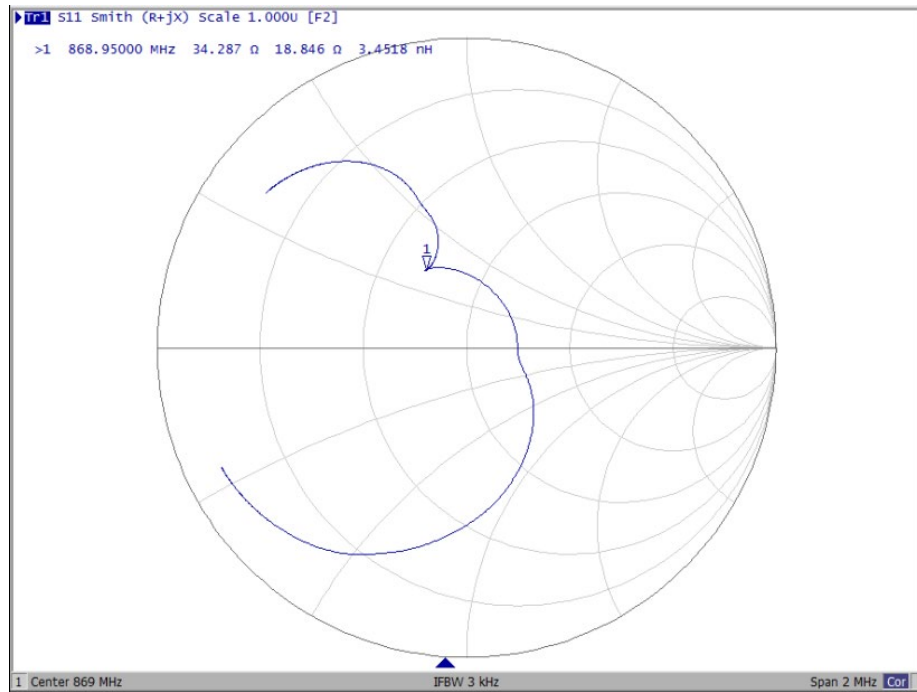 Tr1 S11 Smith (R+jX) Scale 1.000U [F2]
>1 868.95000 MHz 34.287 Ω 18.846 Ω 3.4518 nH
1
1 Center 869 MHz IFBW 3 kHz Span 2 MHz Cor